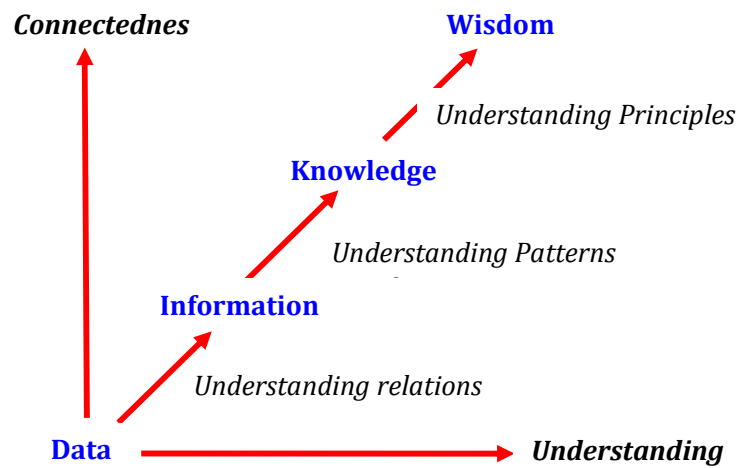 Connectednes
Wisdom
Understanding Principles
Knowledge
Understanding Patterns
Information
Understanding relations
Data
Understanding